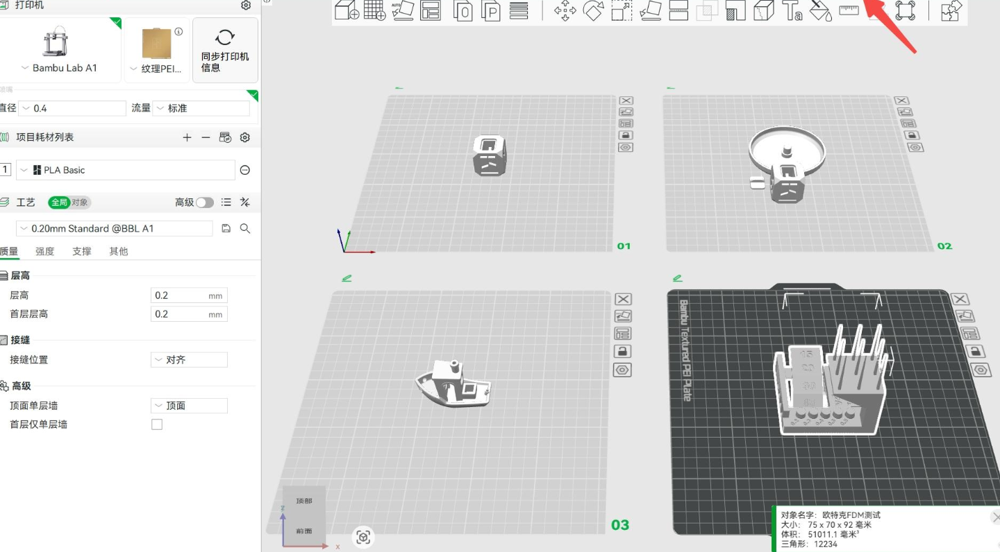 打印机
Bambu Lab A1
纹理PEI...
同步打印机
信息
喷嘴
直径
0.4
流量
标准
项目耗材列表
1
PLA Basic
工艺
全局
对象
高级
0.20mm Standard @BBL A1
质量
强度
支撑
其他
层高
层高
0.2
mm
首层层高
0.2
mm
接缝
接缝位置
对齐
高级
顶面单层墙
顶面
首层仅单层墙
AUTO
O
P
Ta
01
02
03
Bambu Textured PEI Plate
顶部
前面
z
x
对象名字: 欧特克FDM测试
大小: 75 x 70 x 92 毫米
体积: 51011.1 毫米³
三角形: 12234